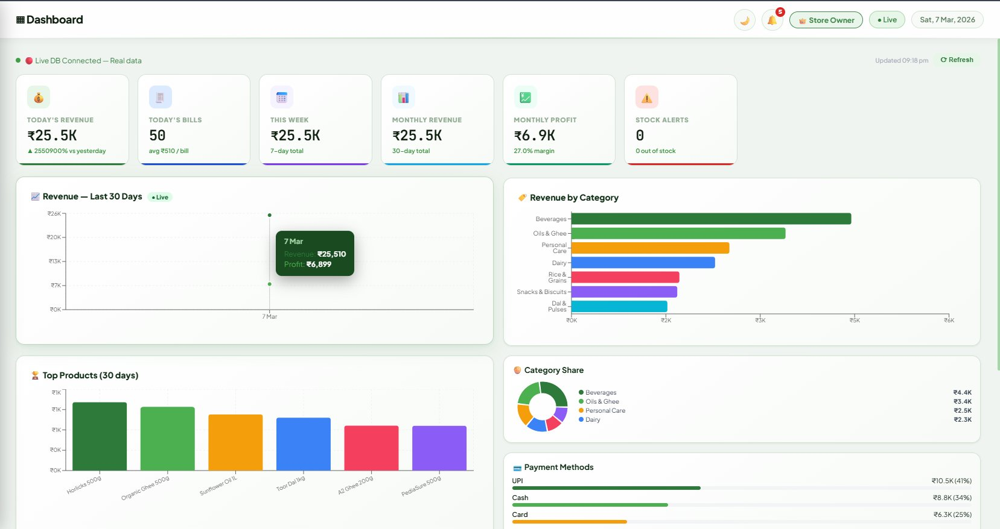 Dashboard
5
Store Owner
● Live
Sat, 7 Mar, 2026
Live DB Connected — Real data
Updated 09:18 pm
⟳ Refresh
TODAY'S REVENUE
₹25.5K
▲ 2550900% vs yesterday
TODAY'S BILLS
50
avg ₹510 / bill
THIS WEEK
₹25.5K
7-day total
MONTHLY REVENUE
₹25.5K
30-day total
MONTHLY PROFIT
₹6.9K
27.0% margin
STOCK ALERTS
0
0 out of stock
Revenue — Last 30 Days
● Live
₹26K
₹20K
₹13K
₹7K
₹0K
7 Mar
Revenue: ₹25,510
Profit: ₹6,899
7 Mar
Revenue by Category
Beverages
Oils & Ghee
Personal
Care
Dairy
Rice &
Grains
Snacks & Biscuits
Dal &
Pulses
₹0K
₹2K
₹3K
₹5K
₹6K
Top Products (30 days)
₹1K
₹1K
₹1K
₹0K
₹0K
Horlicks 500g
Organic Ghee 500g
Sunflower Oil 1L
Toor Dal 1kg
A2 Ghee 200g
PediaSure 500g
Category Share
Beverages ₹4.4K
Oils & Ghee ₹3.4K
Personal Care ₹2.5K
Dairy ₹2.3K
Payment Methods
UPI ₹10.5K (41%)
Cash ₹8.8K (34%)
Card ₹6.3K (25%)